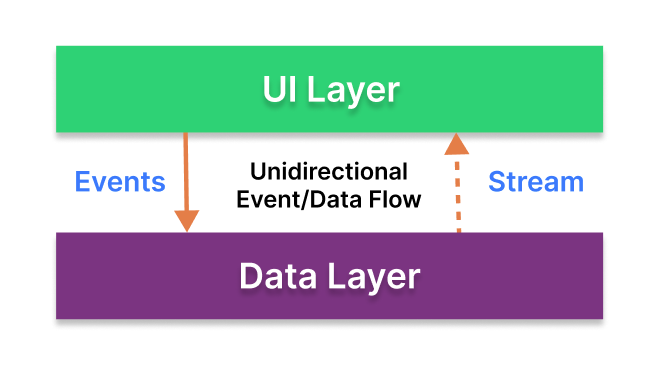 UI Layer
Events
Unidirectional
Event/Data Flow
Stream
Data Layer